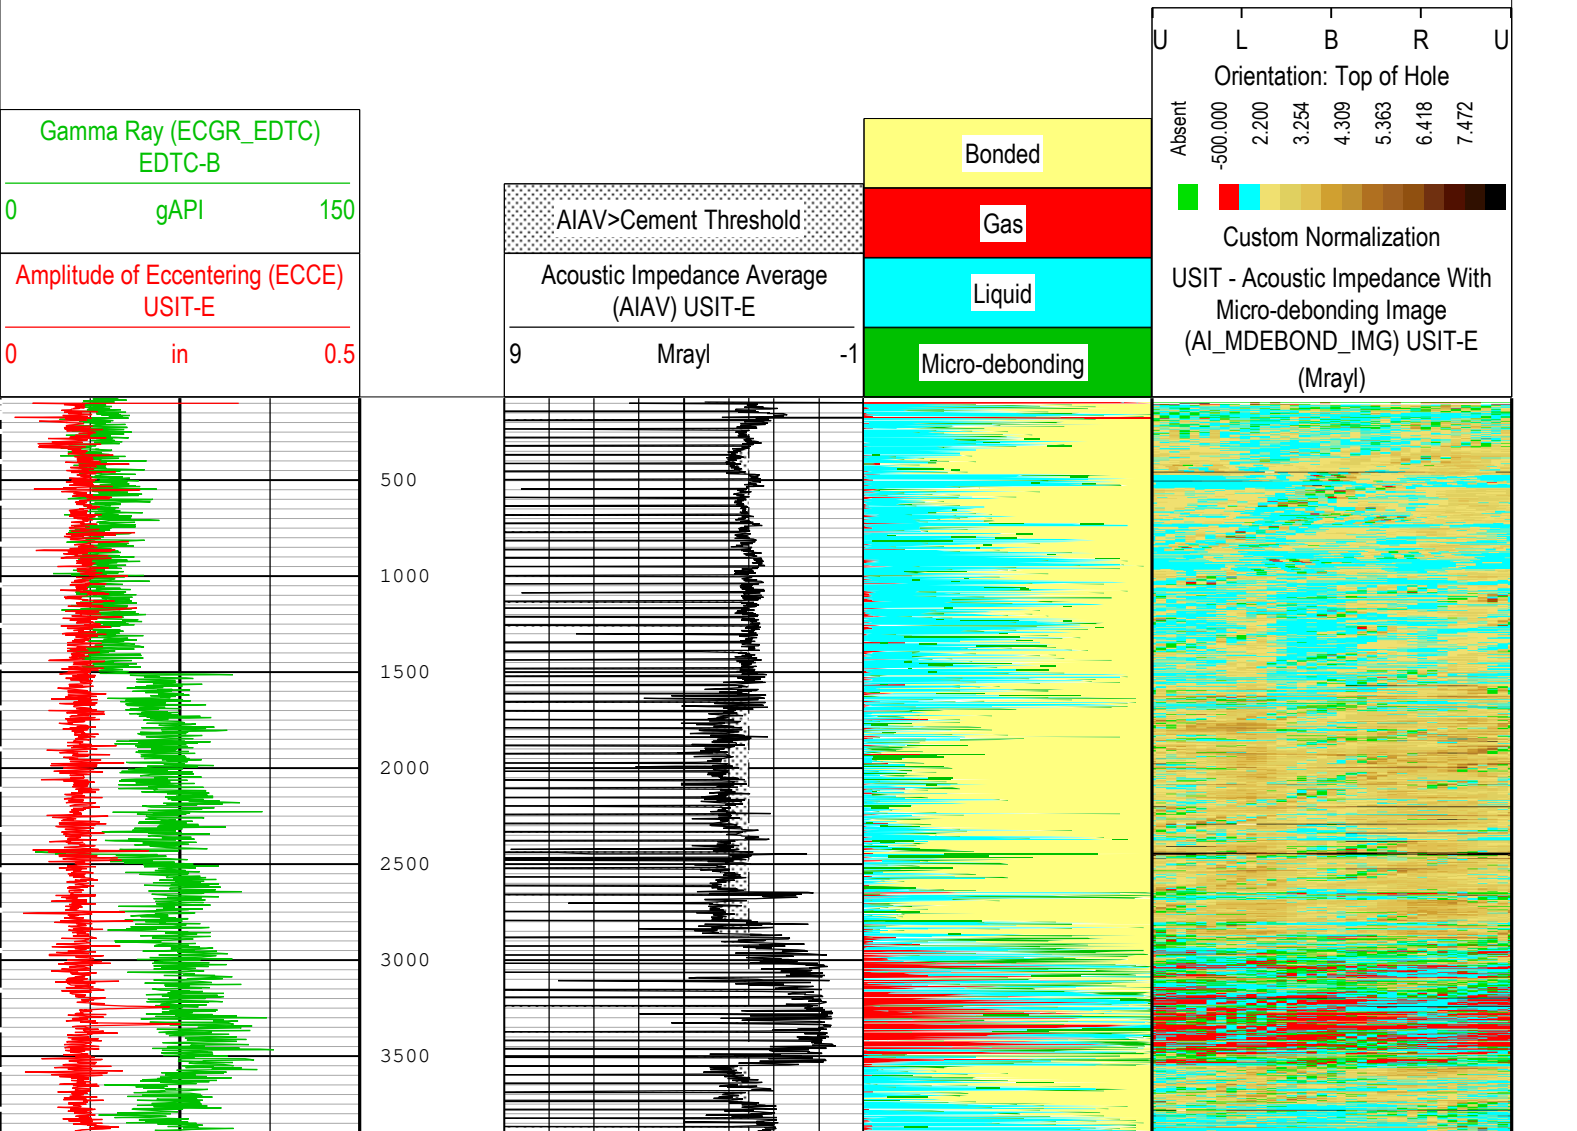 Gamma Ray (ECGR_EDTC)
EDTC-B
0 gAPI 150
Amplitude of Eccentering (ECCE)
USIT-E
0 in 0.5
AIAV>Cement Threshold
Acoustic Impedance Average
(AIAV) USIT-E
9 Mrayl -1
Bonded
Gas
Liquid
Micro-debonding
U L B R U
Orientation: Top of Hole
Absent -500.000 2.200 3.254 4.309 5.363 6.418 7.472
Custom Normalization
USIT - Acoustic Impedance With
Micro-debonding Image
(AI_MDEBOND_IMG) USIT-E
(Mrayl)
500
1000
1500
2000
2500
3000
3500